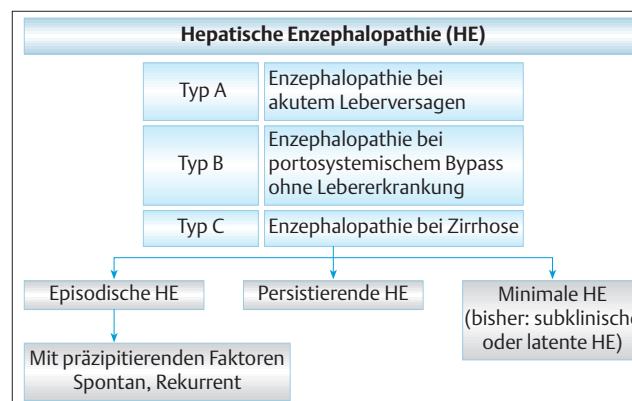 Hepatische Enzephalopathie (HE)
Typ A
Enzephalopathie bei
akutem Leberversagen
Typ B
Enzephalopathie bei
portosystemischem Bypass
ohne Lebererkrankung
Typ C
Enzephalopathie bei Zirrhose
Episodische HE
Persistierende HE
Minimale HE
(bisher: subklinische
oder latente HE)
Mit präzipitierenden Faktoren
Spontan, Rekurrent